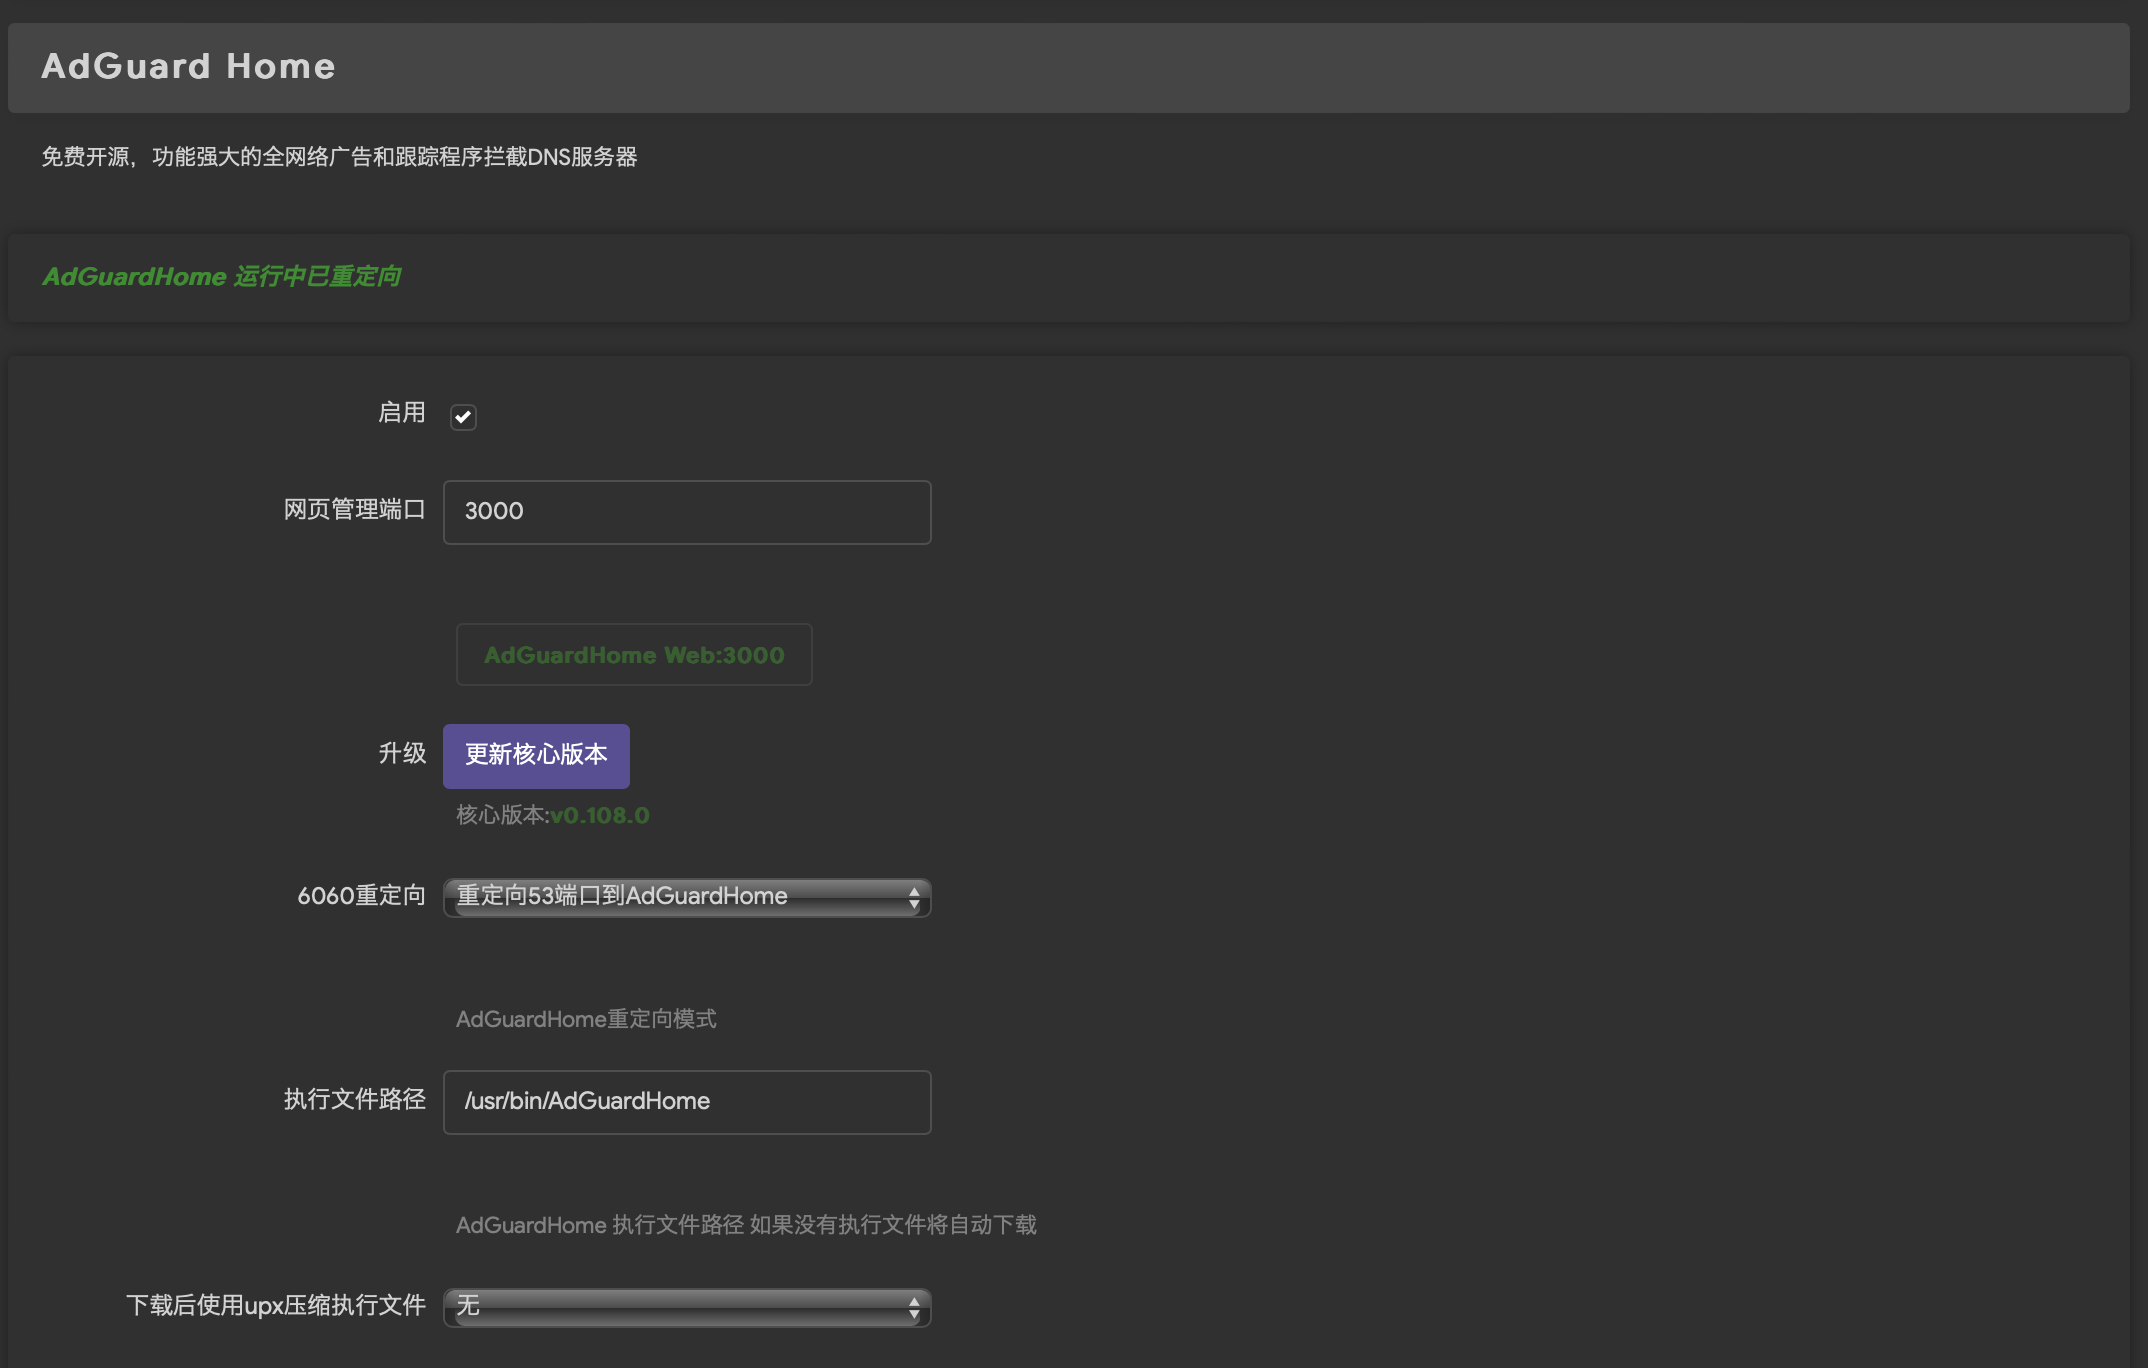 AdGuard Home
免费开源，功能强大的全网络广告和跟踪程序拦截DNS服务器
AdGuardHome 运行中已重定向
启用
网页管理端口 3000
AdGuardHome Web:3000
升级 更新核心版本
核心版本:v0.108.0
6060重定向 重定向53端口到AdGuardHome
AdGuardHome重定向模式
执行文件路径 /usr/bin/AdGuardHome
AdGuardHome 执行文件路径 如果没有执行文件将自动下载
下载后使用upx压缩执行文件 无